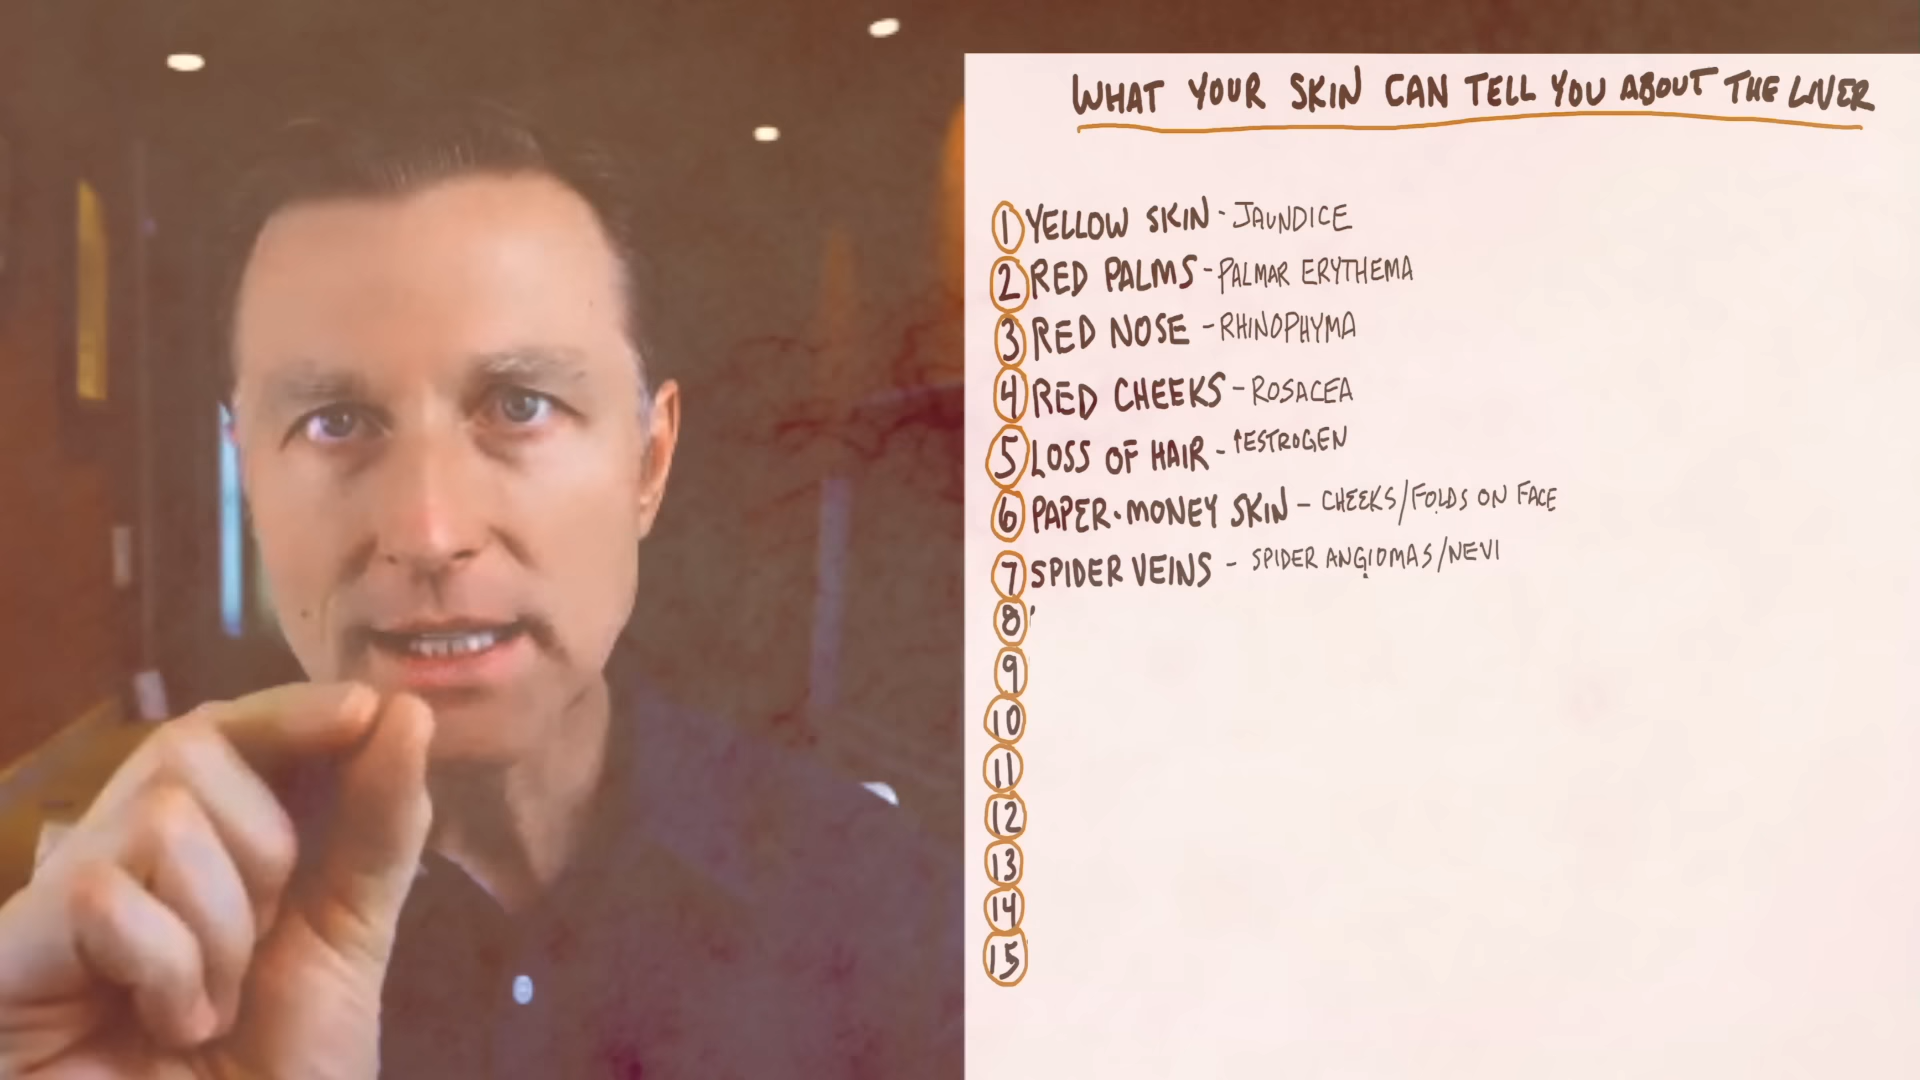 WHAT YOUR SKIN CAN TELL YOU ABOUT THE LIVER
1 YELLOW SKIN - JAUNDICE
2 RED PALMS - PALMAR ERYTHEMA
3 RED NOSE - RHINOPHYMA
4 RED CHEEKS - ROSACEA
5 LOSS OF HAIR - ↑ESTROGEN
6 PAPER-MONEY SKIN - CHEEKS/FOLDS ON FACE
7 SPIDER VEINS - SPIDER ANGIOMAS/NEVI
8
9
10
11
12
13
14
15